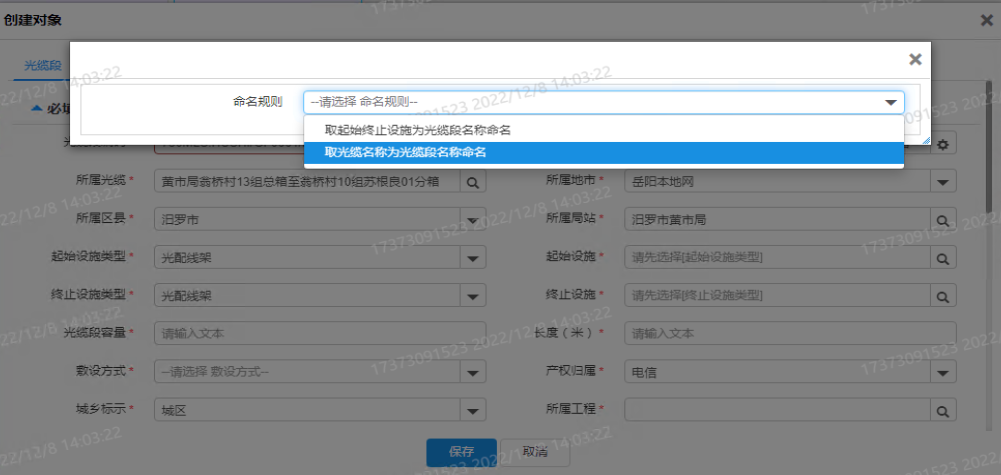 创建对象
光缆段
命名规则 --请选择 命名规则--
取起始终止设施为光缆段名称命名
取光缆名称为光缆段名称命名
所属光缆* 黄市局翁桥村13组总箱至翁桥村10组苏根良01分箱 所属地市* 岳阳本地网
所属区县* 汨罗市 所属局站* 汨罗市黄市局
起始设施类型* 光配线架 起始设施* 请先选择[起始设施类型]
终止设施类型* 光配线架 终止设施* 请先选择[终止设施类型]
光缆段容量* 请输入文本 长度（米）* 请输入文本
敷设方式* --请选择 敷设方式-- 产权归属* 电信
城乡标示* 城区 所属工程*
保存 取消
17373091523 2022/12/8 14:03:22